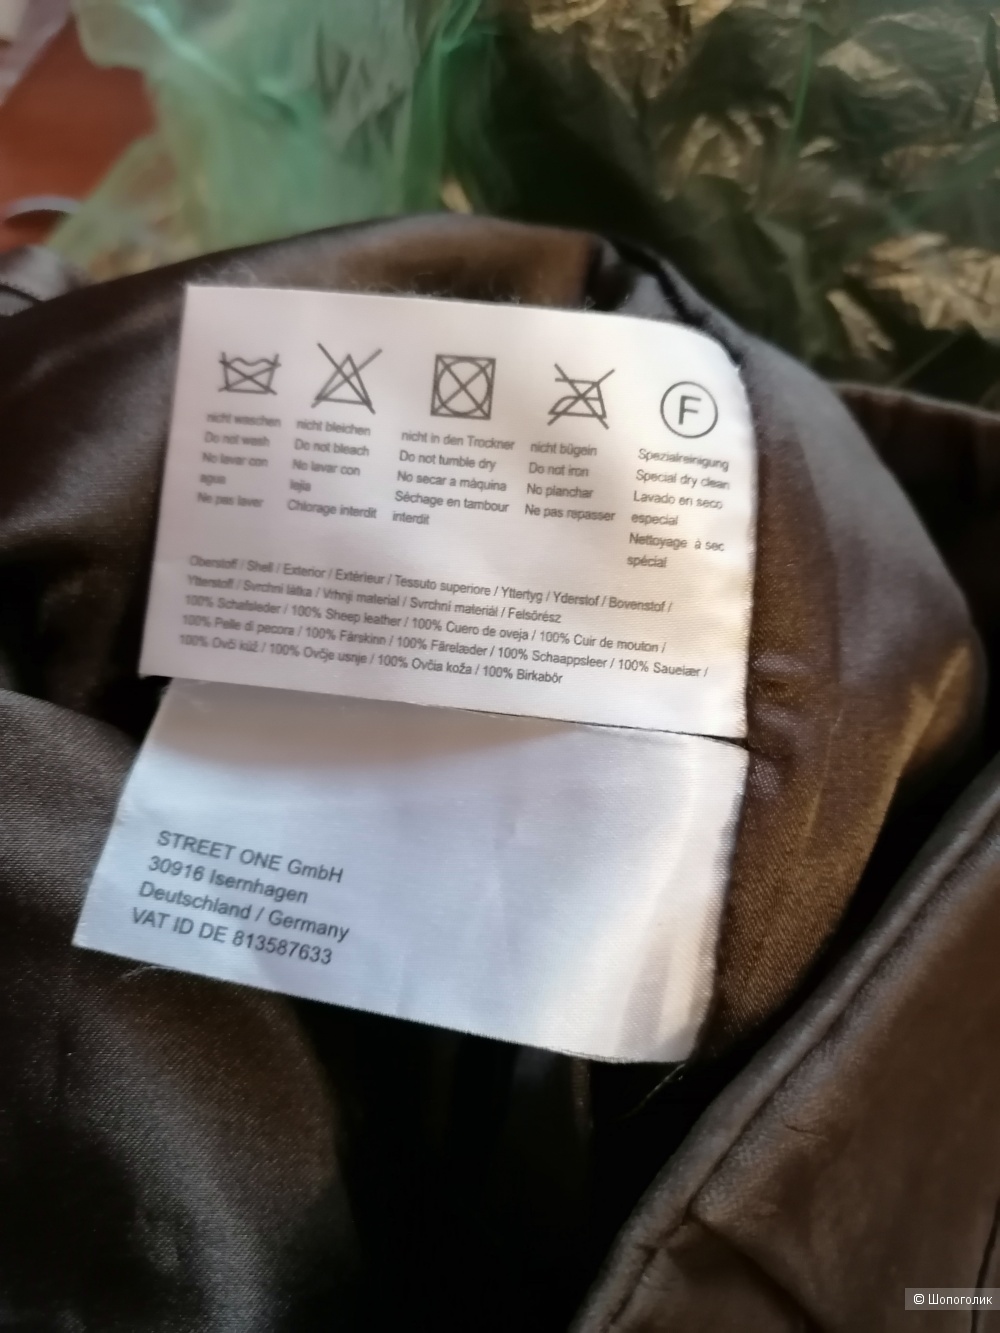 F
nicht waschen
Do not wash
No lavar con
agua
Ne pas laver
nicht bleichen
Do not bleach
No lavar con
lejia
Chlorage interdit
nicht in den Trockner
Do not tumble dry
No secar a màquina
Séchage en tambour
interdit
nicht bügeln
Do not iron
No planchar
Ne pas repasser
Spezialreinigung
Special dry clean
Lavado en seco
especial
Nettoyage à sec
spécial
Oberstoff / Shell / Exterior / Extérieur / Tessuto superiore / Yttertyg / Yderstof / Bovenstof /
Ytterstoff / Svrchní látka / Vrhnji material / Svrchní materiál / Felsőrész
100% Schafsleder / 100% Sheep leather / 100% Cuero de oveja / 100% Cuir de mouton /
100% Pelle di pecora / 100% Fårskinn / 100% Fårelæder / 100% Schaapsleer / 100% Saueiær /
100% Ovčí kůž / 100% Ovčje usnje / 100% Ovčia koža / 100% Birkabőr
STREET ONE GmbH
30916 Isernhagen
Deutschland / Germany
VAT ID DE 813587633
© Шопоголик